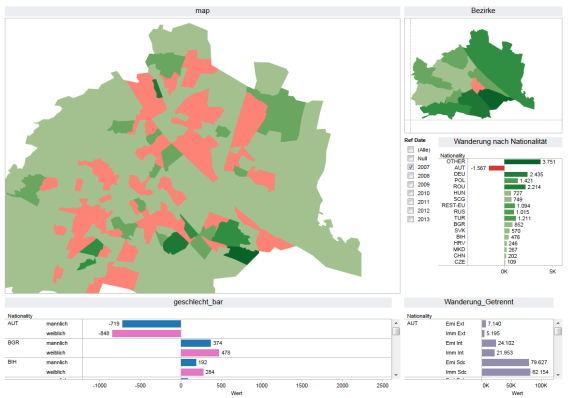 map
Bezirke
Ref Date
(Alle)
Null
2007
2008
2009
2010
2011
2012
2013
Wanderung nach Nationalität
Nationality
OTHER 3.751
AUT -1.567
DEU 2.435
POL 1.421
ROU 2.214
HUN 727
SCG 749
REST-EU 1.094
RUS 1.015
TUR 1.211
BGR 852
SVK 570
BIH 476
HRV 246
MKD 267
CHN 202
CZE 109
0K 5K
geschlecht_bar
Nationality
AUT mannlich -719
weiblich -848
BGR mannlich 374
weiblich 478
BIH mannlich 192
weiblich 284
-1000 -500 0 500 1000 1500 2000 2500
Wert
Wanderung_Getrennt
Nationality
AUT Emi Ext 7.140
Imm Ext 5.195
Emi Int 24.102
Imm Int 21.953
Emi Sdc 79.627
Imm Sdc 82.154
0K 50K 100K
Wert